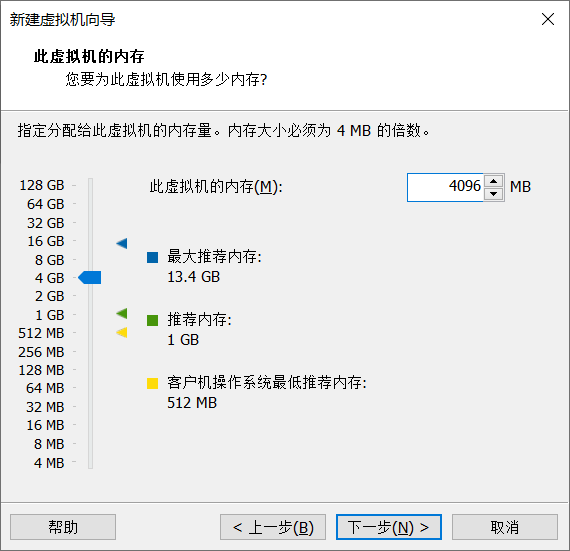 新建虚拟机向导
此虚拟机的内存
您要为此虚拟机使用多少内存?
指定分配给此虚拟机的内存量。内存大小必须为 4 MB 的倍数。
128 GB
64 GB
32 GB
16 GB
8 GB
4 GB
2 GB
1 GB
512 MB
256 MB
128 MB
64 MB
32 MB
16 MB
8 MB
4 MB
此虚拟机的内存(M): 4096 MB
最大推荐内存:
13.4 GB
推荐内存:
1 GB
客户机操作系统最低推荐内存:
512 MB
帮助 < 上一步(B) 下一步(N) > 取消